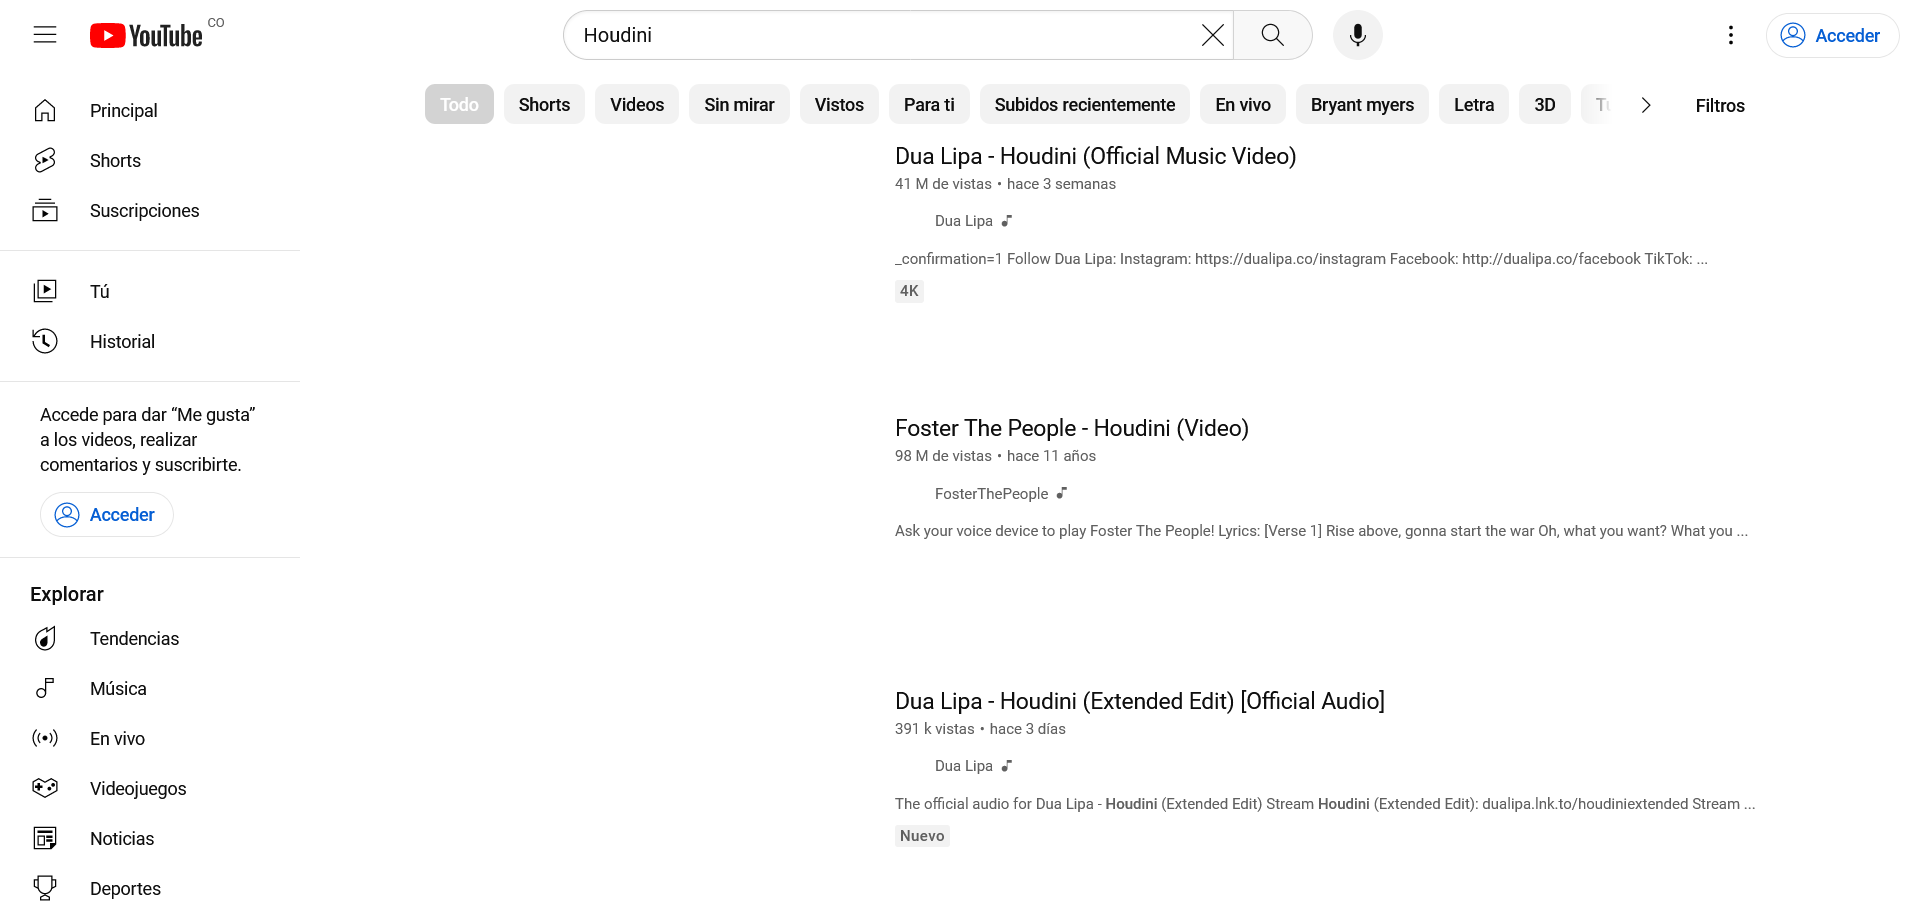 YouTube CO
Houdini
Acceder
Principal
Shorts
Suscripciones
Tú
Historial
Accede para dar “Me gusta”
a los videos, realizar
comentarios y suscribirte.
Acceder
Explorar
Tendencias
Música
En vivo
Videojuegos
Noticias
Deportes
Todo Shorts Videos Sin mirar Vistos Para ti Subidos recientemente En vivo Bryant myers Letra 3D Filtros
Dua Lipa - Houdini (Official Music Video)
41 M de vistas • hace 3 semanas
Dua Lipa
_confirmation=1 Follow Dua Lipa: Instagram: https://dualipa.co/instagram Facebook: http://dualipa.co/facebook TikTok: ...
4K
Foster The People - Houdini (Video)
98 M de vistas • hace 11 años
FosterThePeople
Ask your voice device to play Foster The People! Lyrics: [Verse 1] Rise above, gonna start the war Oh, what you want? What you ...
Dua Lipa - Houdini (Extended Edit) [Official Audio]
391 k vistas • hace 3 días
Dua Lipa
The official audio for Dua Lipa - Houdini (Extended Edit) Stream Houdini (Extended Edit): dualipa.lnk.to/houdiniextended Stream ...
Nuevo